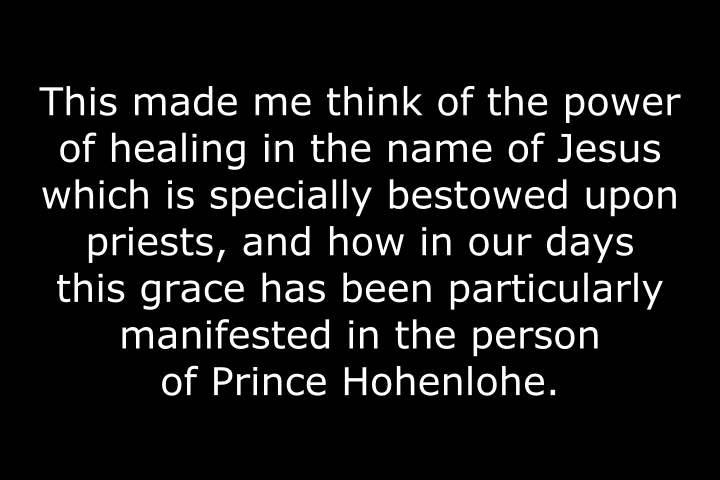 This made me think of the power
of healing in the name of Jesus
which is specially bestowed upon
priests, and how in our days
this grace has been particularly
manifested in the person
of Prince Hohenlohe.